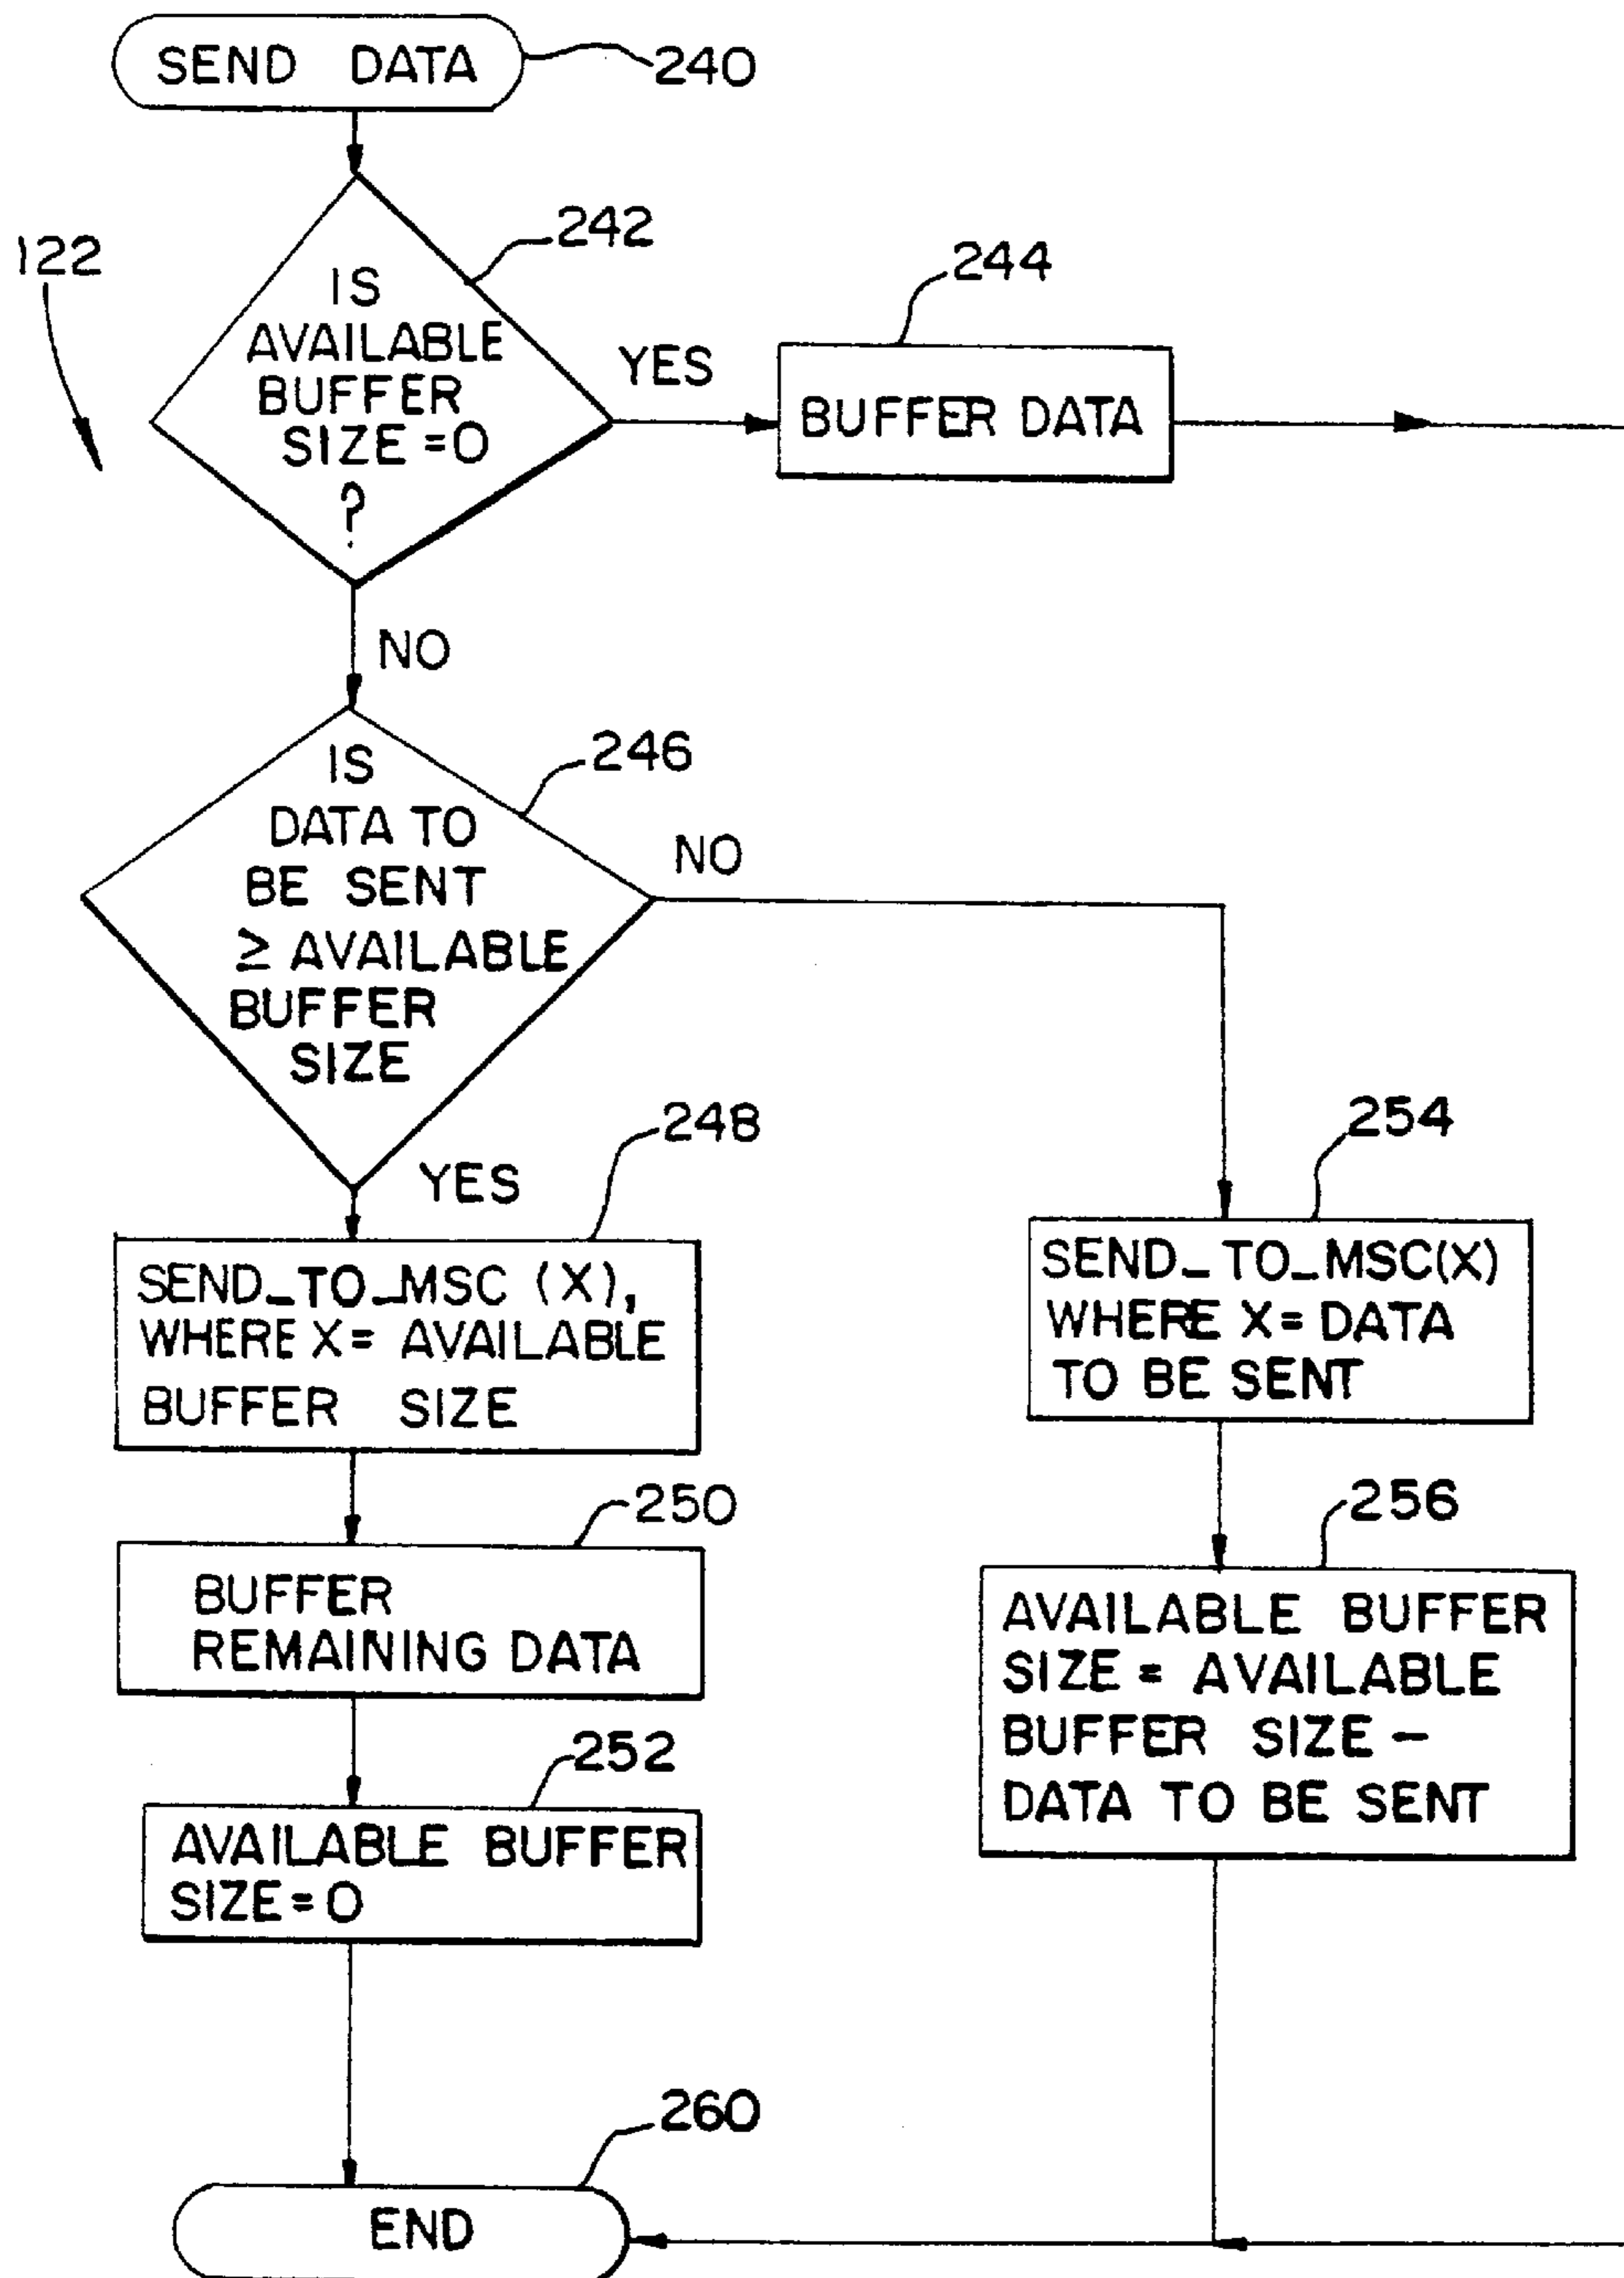 SEND DATA
240
122
242
IS
AVAILABLE
BUFFER
SIZE = 0
?
YES
244
BUFFER DATA
NO
246
IS
DATA TO
BE SENT
≥ AVAILABLE
BUFFER
SIZE
NO
YES
248
SEND_TO_MSC (X),
WHERE X = AVAILABLE
BUFFER SIZE
254
SEND_TO_MSC(X)
WHERE X = DATA
TO BE SENT
250
BUFFER
REMAINING DATA
256
AVAILABLE BUFFER
SIZE = AVAILABLE
BUFFER SIZE –
DATA TO BE SENT
252
AVAILABLE BUFFER
SIZE = 0
260
END